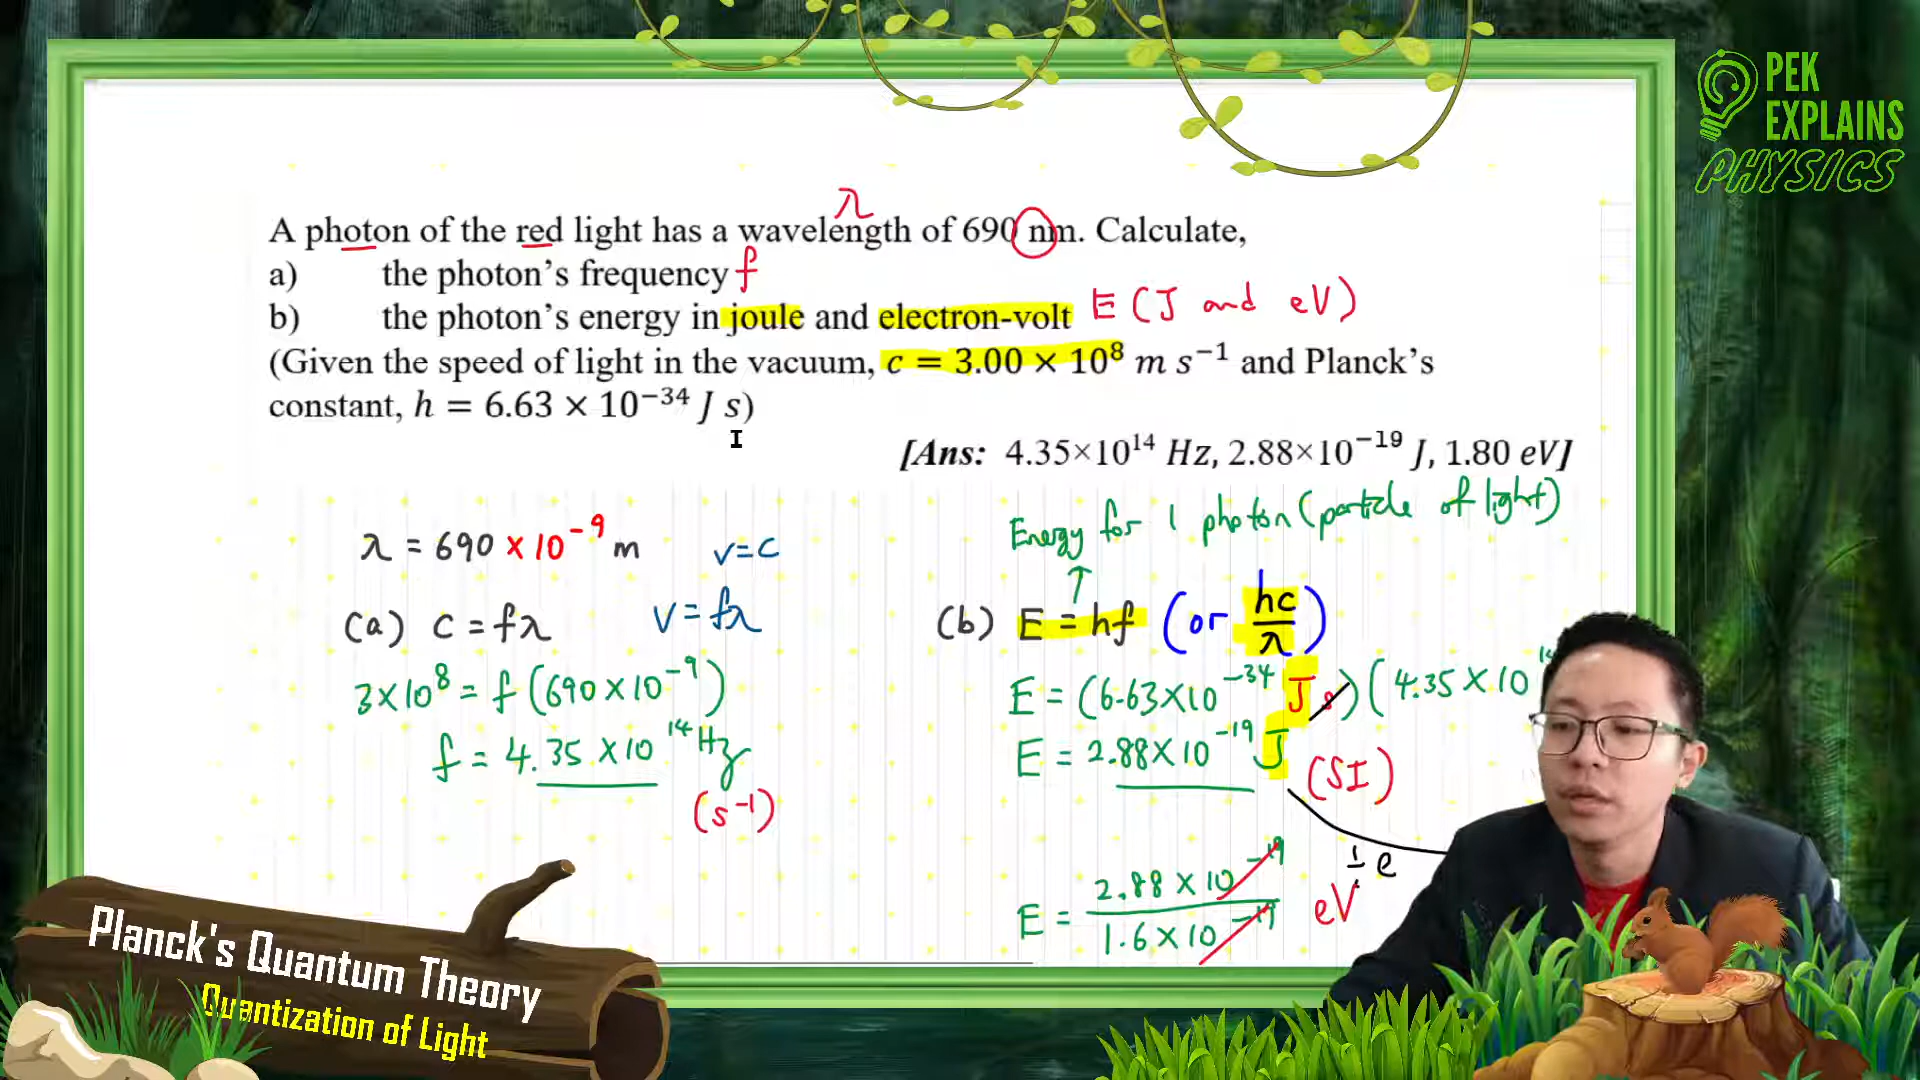 PEK
EXPLAINS
PHYSICS
λ
A photon of the red light has a wavelength of 690 nm. Calculate,
a) the photon’s frequency f
b) the photon’s energy in joule and electron-volt E (J and eV)
(Given the speed of light in the vacuum, c = 3.00 × 10⁸ m s⁻¹ and Planck’s
constant, h = 6.63 × 10⁻³⁴ J s)
[Ans: 4.35×10¹⁴ Hz, 2.88×10⁻¹⁹ J, 1.80 eV]
Energy for 1 photon (particle of light)
λ = 690 × 10⁻⁹ m
v = c
(a) c = fλ
v = fλ
3×10⁸ = f (690×10⁻⁹)
f = 4.35 ×10¹⁴ Hz
(s⁻¹)
(b) E = hf (or hc/λ)
E = (6.63×10⁻³⁴ J s) (4.35×10
E = 2.88×10⁻¹⁹ J
(SI)
÷ e
E = 2.88 × 10⁻¹⁹ / 1.6 × 10⁻¹⁹ eV
Planck's Quantum Theory
Quantization of Light